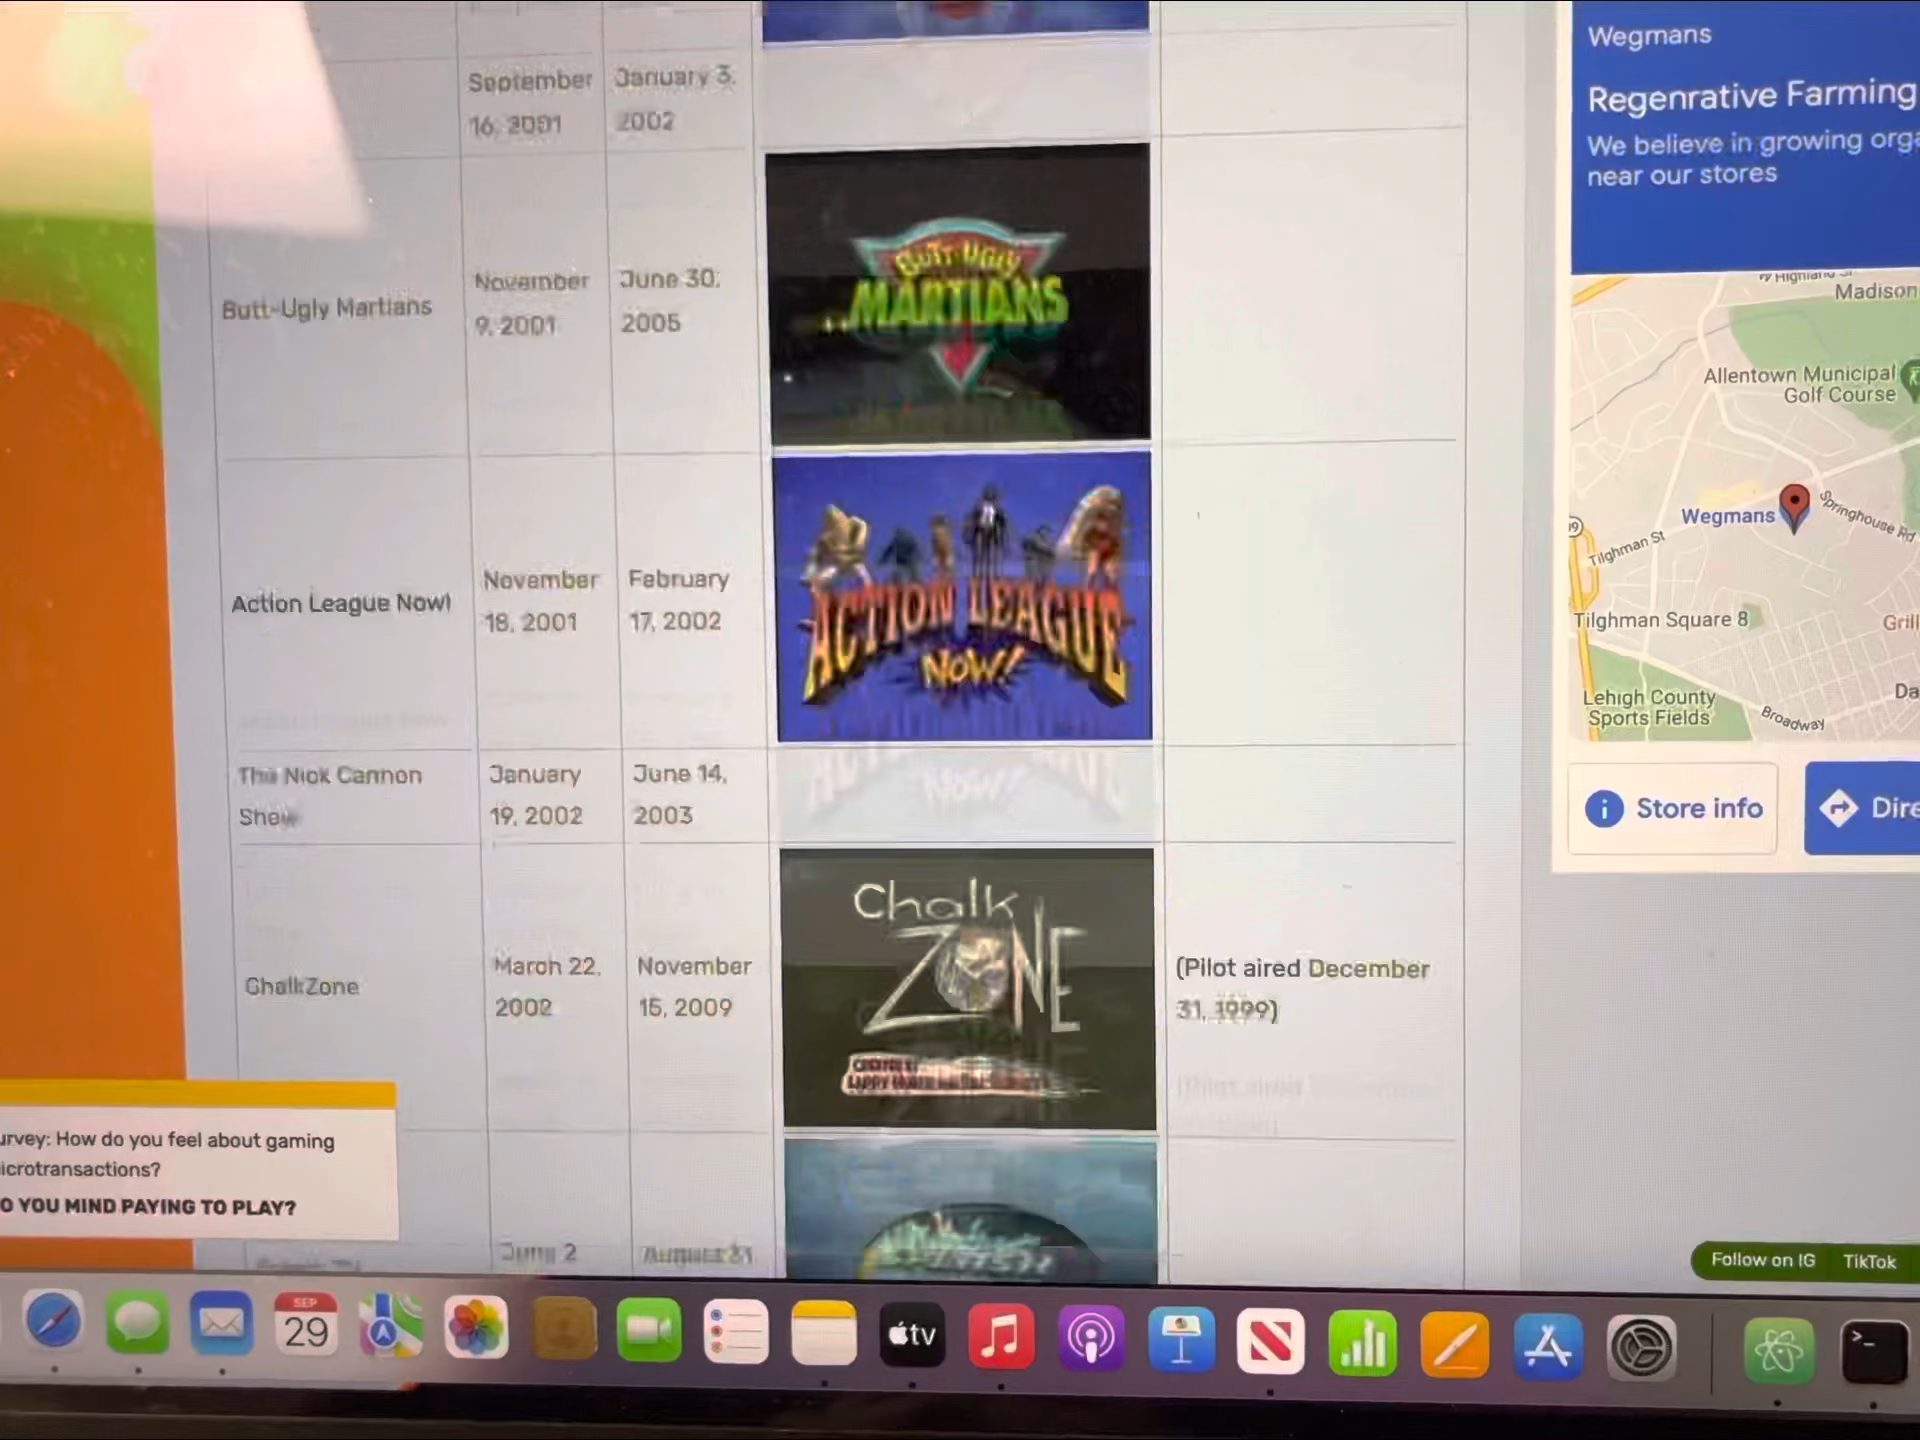 September
16, 2001
January 3,
2002
Butt-Ugly Martians
November
9, 2001
June 30,
2005
BUTT-UGLY
MARTIANS
Action League Now!
November
18, 2001
February
17, 2002
ACTION LEAGUE
NOW!
The Nick Cannon
Show
January
19, 2002
June 14,
2003
ChalkZone
March 22,
2002
November
15, 2009
Chalk
ZONE
(Pilot aired December
31, 1999)
June 2
August 31
Wegmans
Regenrative Farming
We believe in growing orga
near our stores
Madison
Allentown Municipal
Golf Course
Wegmans
Springhouse Rd
Tilghman St
Tilghman Square 8
Grill
Lehigh County
Sports Fields
Broadway
Da
Store info
Dire
urvey: How do you feel about gaming
icrotransactions?
O YOU MIND PAYING TO PLAY?
Follow on IG
TikTok
SEP
29
tv